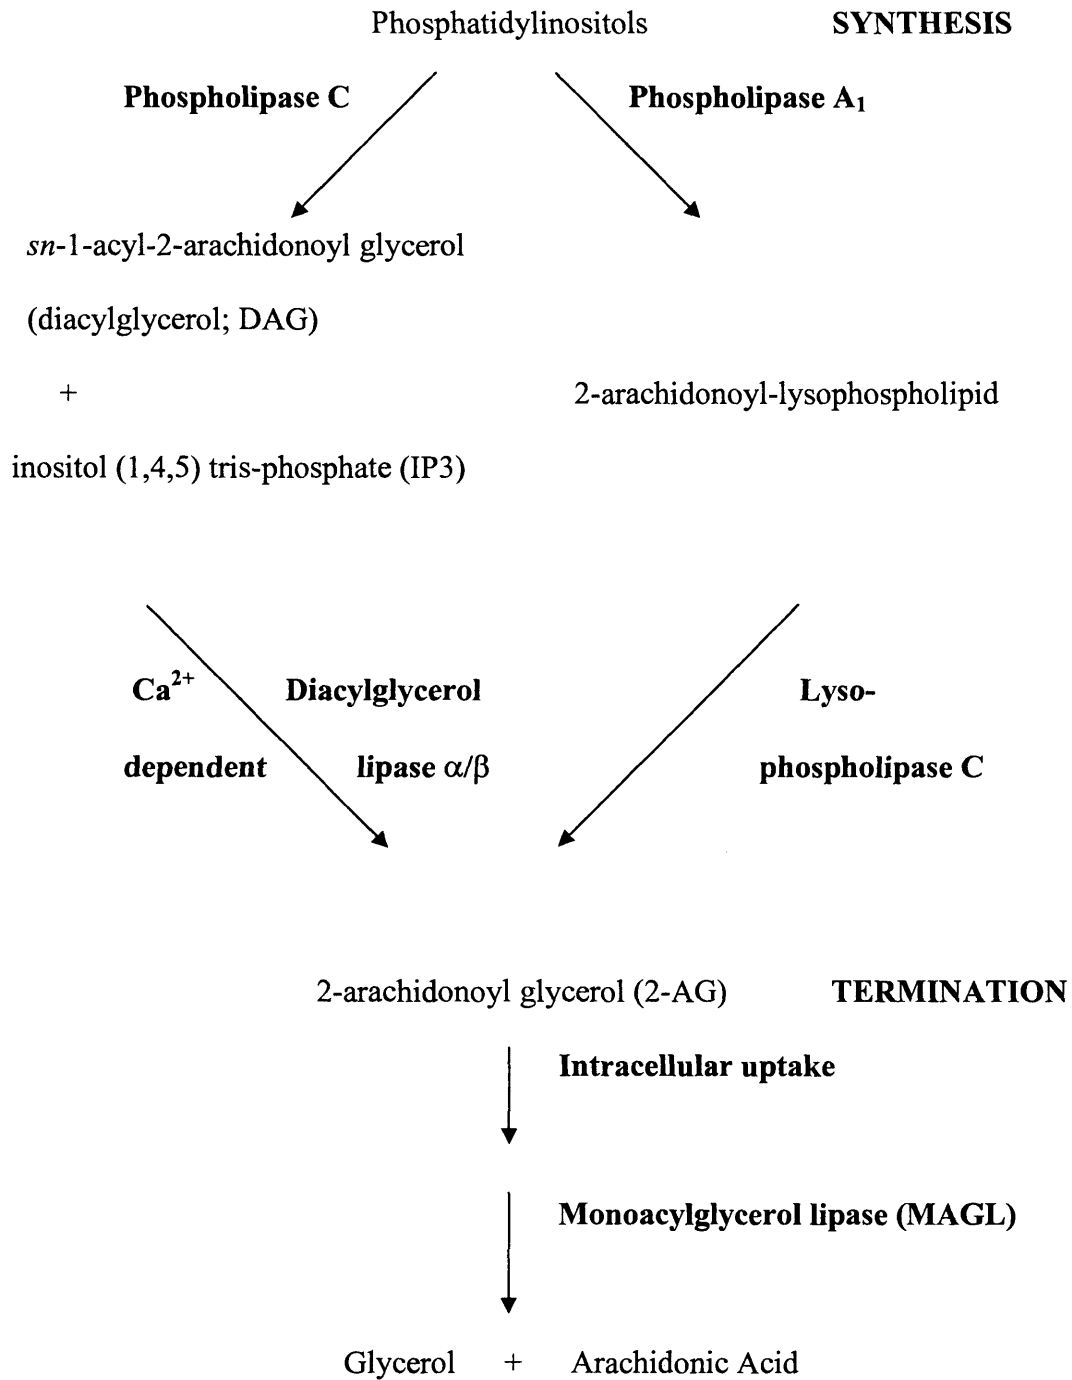 Phosphatidylinositols SYNTHESIS
Phospholipase C Phospholipase A₁
sn-1-acyl-2-arachidonoyl glycerol
(diacylglycerol; DAG)
+ 2-arachidonoyl-lysophospholipid
inositol (1,4,5) tris-phosphate (IP3)
Ca²⁺ Diacylglycerol Lyso-
dependent lipase α/β phospholipase C
2-arachidonoyl glycerol (2-AG) TERMINATION
Intracellular uptake
Monoacylglycerol lipase (MAGL)
Glycerol + Arachidonic Acid